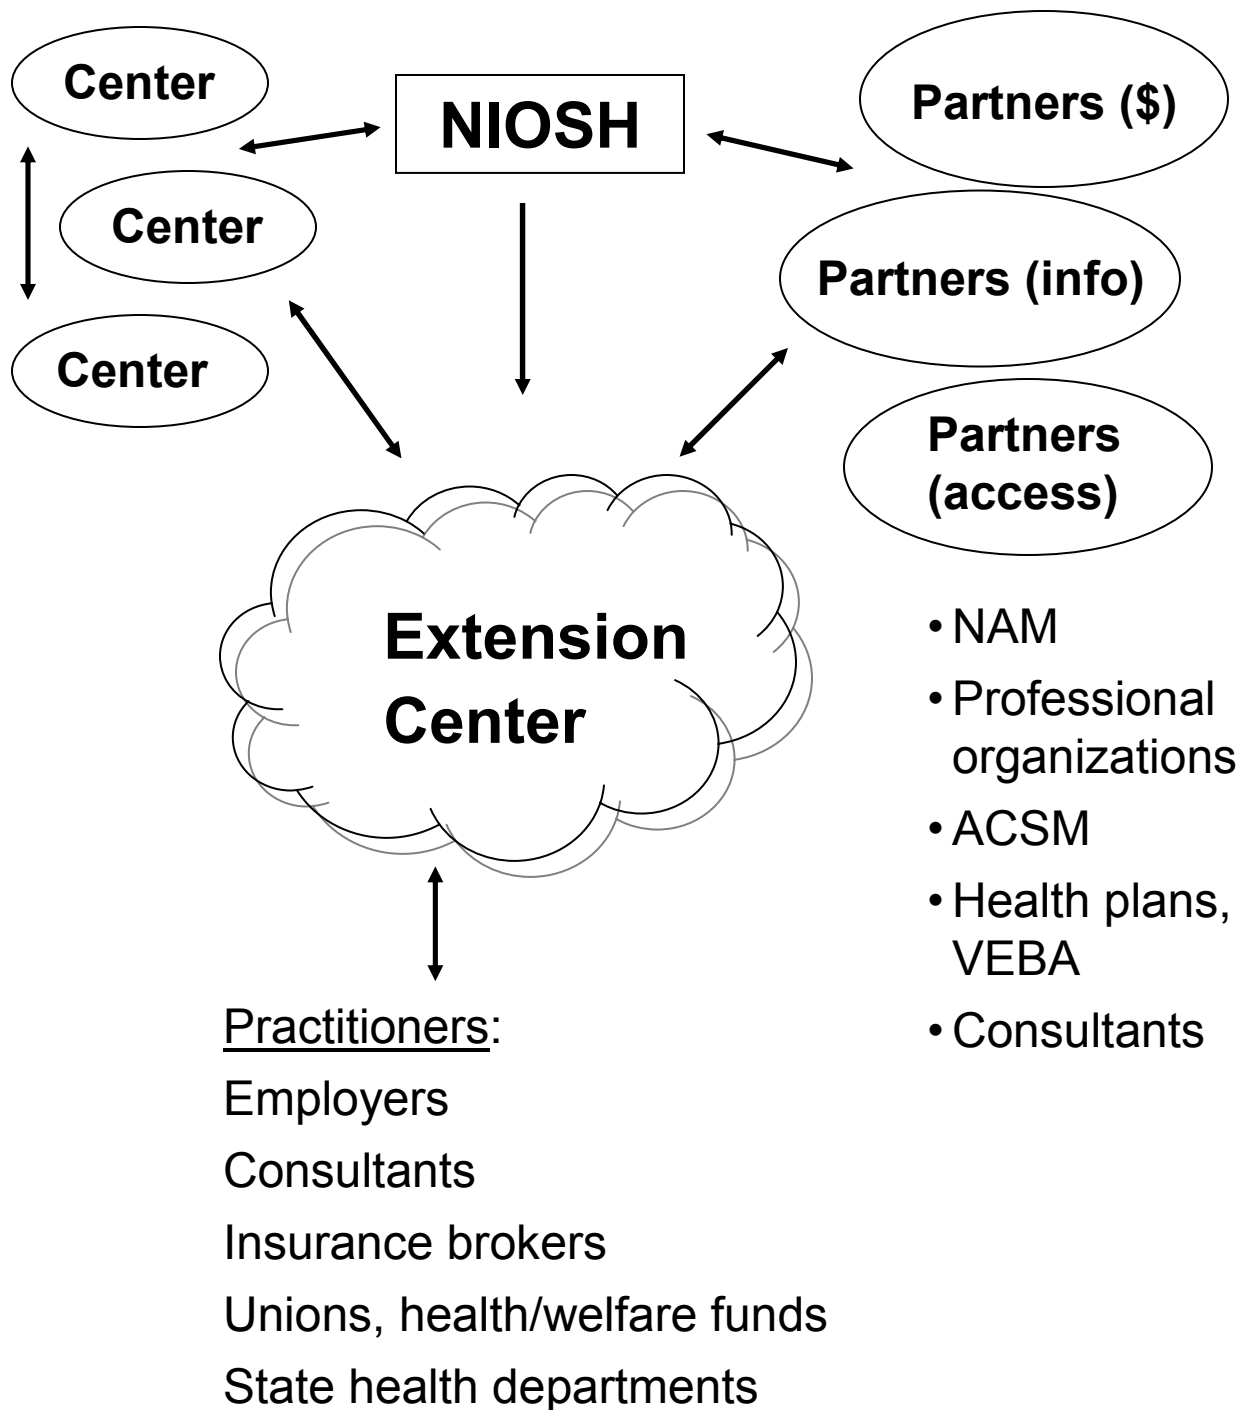 Center
NIOSH
Partners ($)
Center
Partners (info)
Center
Partners
(access)
Extension
Center
• NAM
• Professional
organizations
• ACSM
• Health plans,
VEBA
• Consultants
Practitioners:
Employers
Consultants
Insurance brokers
Unions, health/welfare funds
State health departments